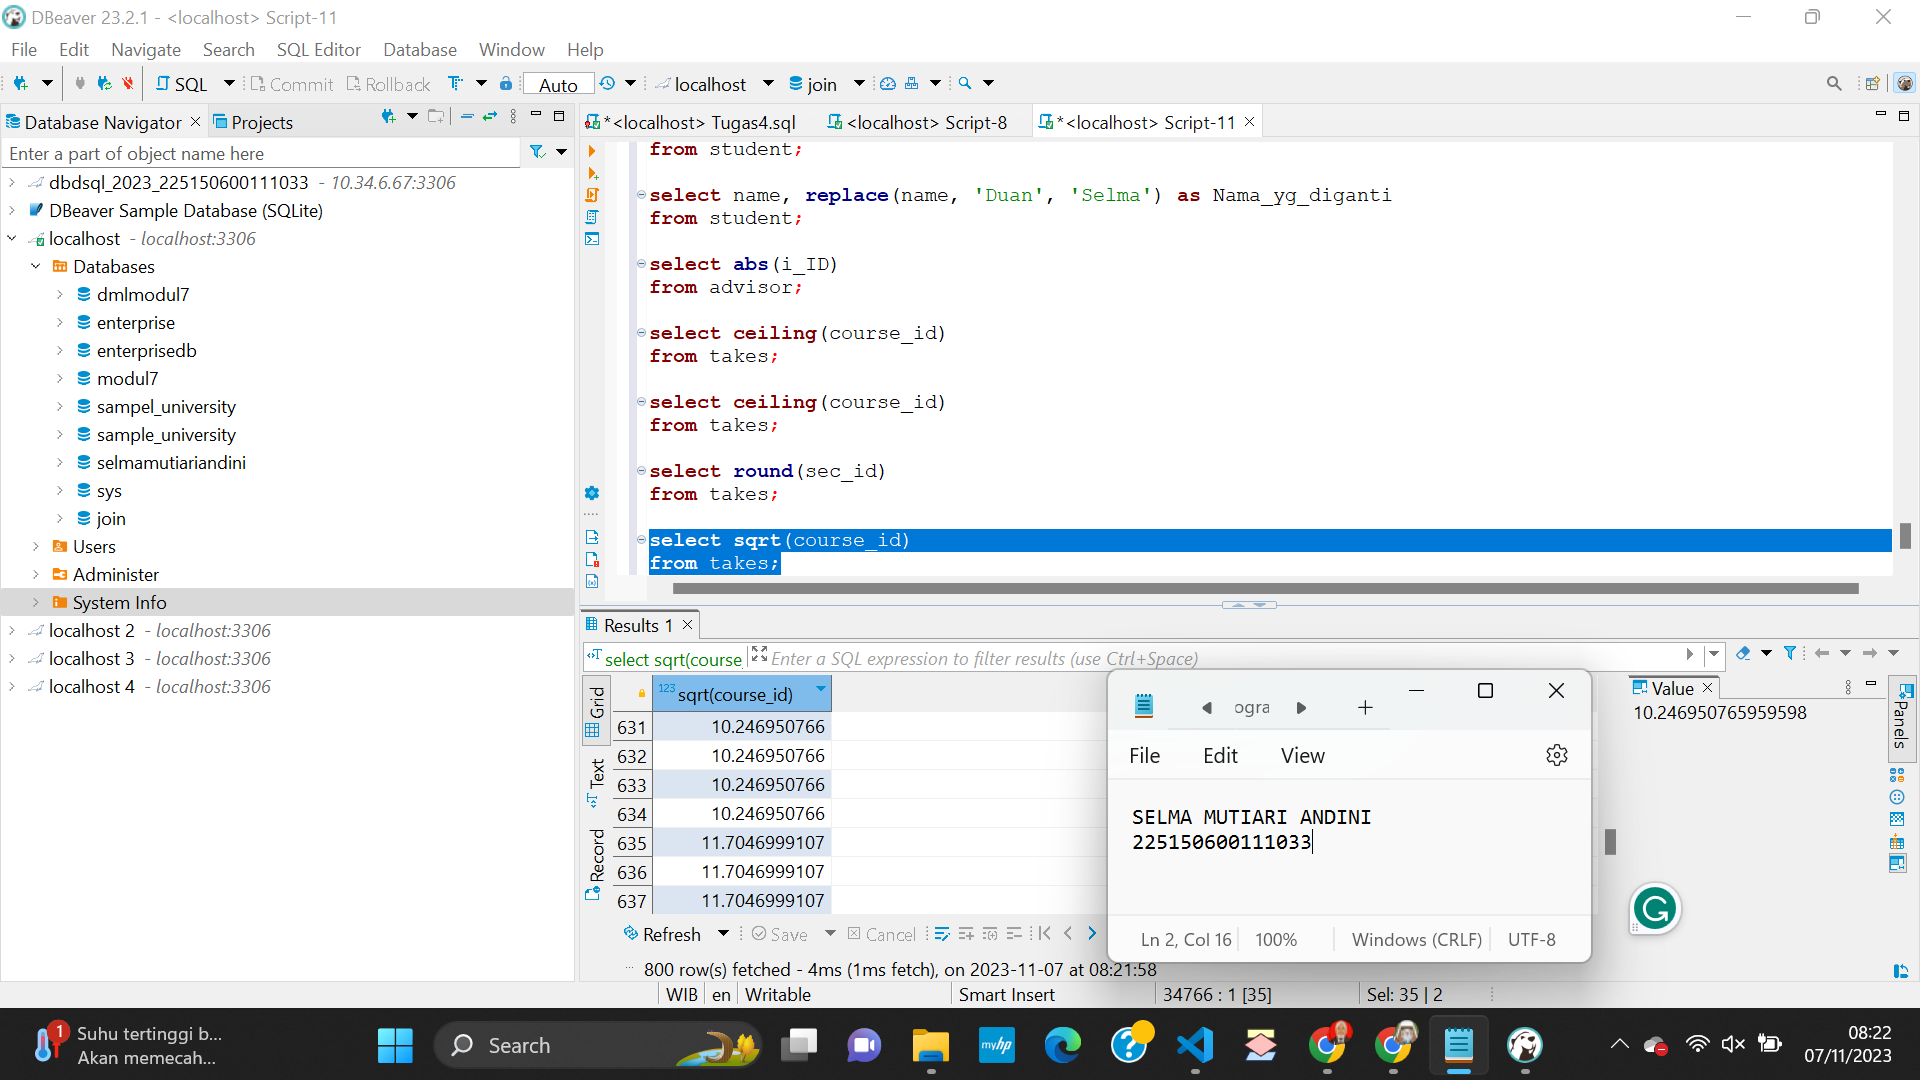 DBeaver 23.2.1 - <localhost> Script-11
File Edit Navigate Search SQL Editor Database Window Help
SQL Commit Rollback Auto localhost join
Database Navigator Projects
*<localhost> Tugas4.sql <localhost> Script-8 *<localhost> Script-11
Enter a part of object name here
dbdsql_2023_225150600111033 - 10.34.6.67:3306
DBeaver Sample Database (SQLite)
localhost - localhost:3306
Databases
dmlmodul7
enterprise
enterprisedb
modul7
sampel_university
sample_university
selmamutiariandini
sys
join
Users
Administer
System Info
localhost 2 - localhost:3306
localhost 3 - localhost:3306
localhost 4 - localhost:3306
from student;
select name, replace(name, 'Duan', 'Selma') as Nama_yg_diganti
from student;
select abs(i_ID)
from advisor;
select ceiling(course_id)
from takes;
select ceiling(course_id)
from takes;
select round(sec_id)
from takes;
select sqrt(course_id)
from takes;
Results 1
select sqrt(course Enter a SQL expression to filter results (use Ctrl+Space)
Grid
Text
Record
123 sqrt(course_id)
631 10.246950766
632 10.246950766
633 10.246950766
634 10.246950766
635 11.7046999107
636 11.7046999107
637 11.7046999107
Value
10.246950765959598
Panels
ogra
File Edit View
SELMA MUTIARI ANDINI
225150600111033
Ln 2, Col 16 100% Windows (CRLF) UTF-8
Refresh Save Cancel
800 row(s) fetched - 4ms (1ms fetch), on 2023-11-07 at 08:21:58
WIB en Writable Smart Insert 34766 : 1 [35] Sel: 35 | 2
1
Suhu tertinggi b...
Akan memecah...
Search
myhp
08:22
07/11/2023